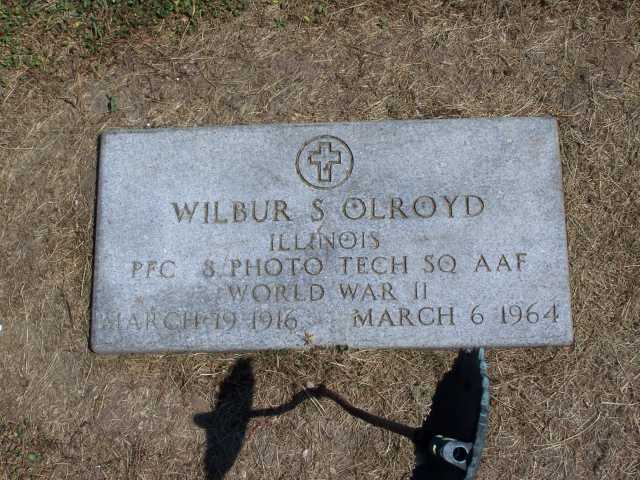 WILBUR S OLROYD
ILLINOIS
PFC 8 PHOTO TECH SQ AAF
WORLD WAR II
MARCH 19 1916 MARCH 6 1964